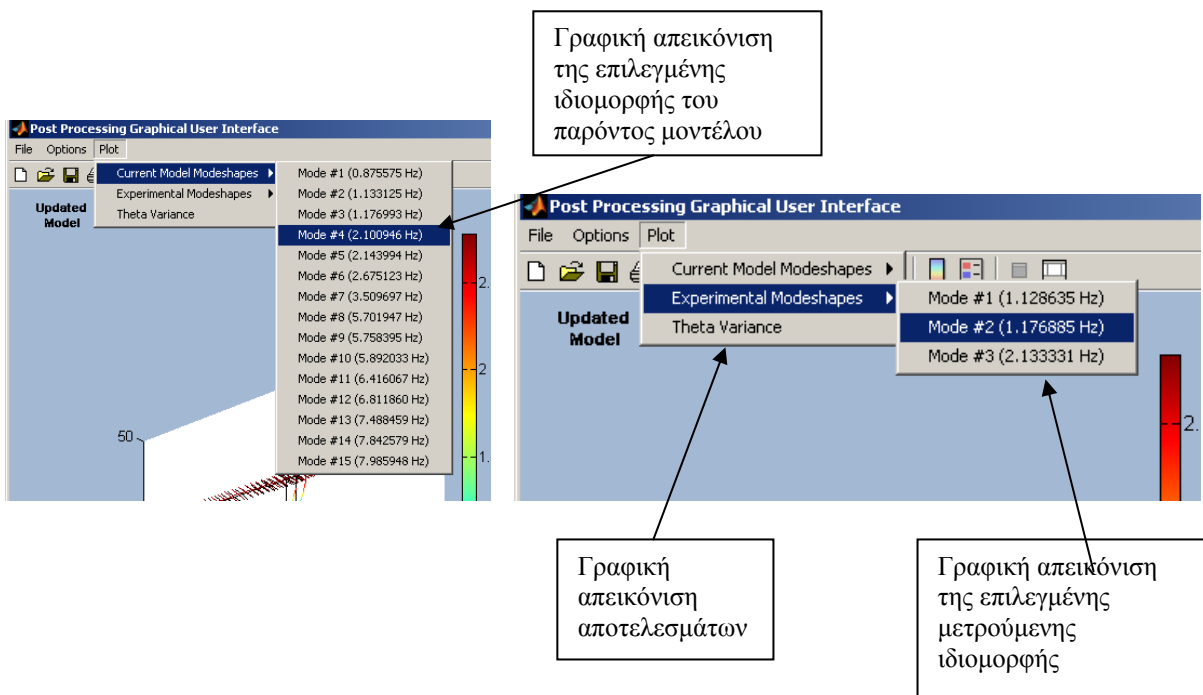 Γραφική απεικόνιση
της επιλεγμένης
ιδιομορφής του
παρόντος μοντέλου
Post Processing Graphical User Interface
File Options Plot
Current Model Modeshapes
Experimental Modeshapes
Theta Variance
Updated
Model
Mode #1 (0.875575 Hz)
Mode #2 (1.133125 Hz)
Mode #3 (1.176993 Hz)
Mode #4 (2.100946 Hz)
Mode #5 (2.143994 Hz)
Mode #6 (2.675123 Hz)
Mode #7 (3.509697 Hz)
Mode #8 (5.701947 Hz)
Mode #9 (5.758395 Hz)
Mode #10 (5.892033 Hz)
Mode #11 (6.416067 Hz)
Mode #12 (6.811860 Hz)
Mode #13 (7.488459 Hz)
Mode #14 (7.842579 Hz)
Mode #15 (7.985948 Hz)
2.
2
1.
50
Post Processing Graphical User Interface
File Options Plot
Current Model Modeshapes
Experimental Modeshapes
Theta Variance
Updated
Model
Mode #1 (1.128635 Hz)
Mode #2 (1.176885 Hz)
Mode #3 (2.133331 Hz)
2.
Γραφική
απεικόνιση
αποτελεσμάτων
Γραφική απεικόνιση
της επιλεγμένης
μετρούμενης
ιδιομορφής